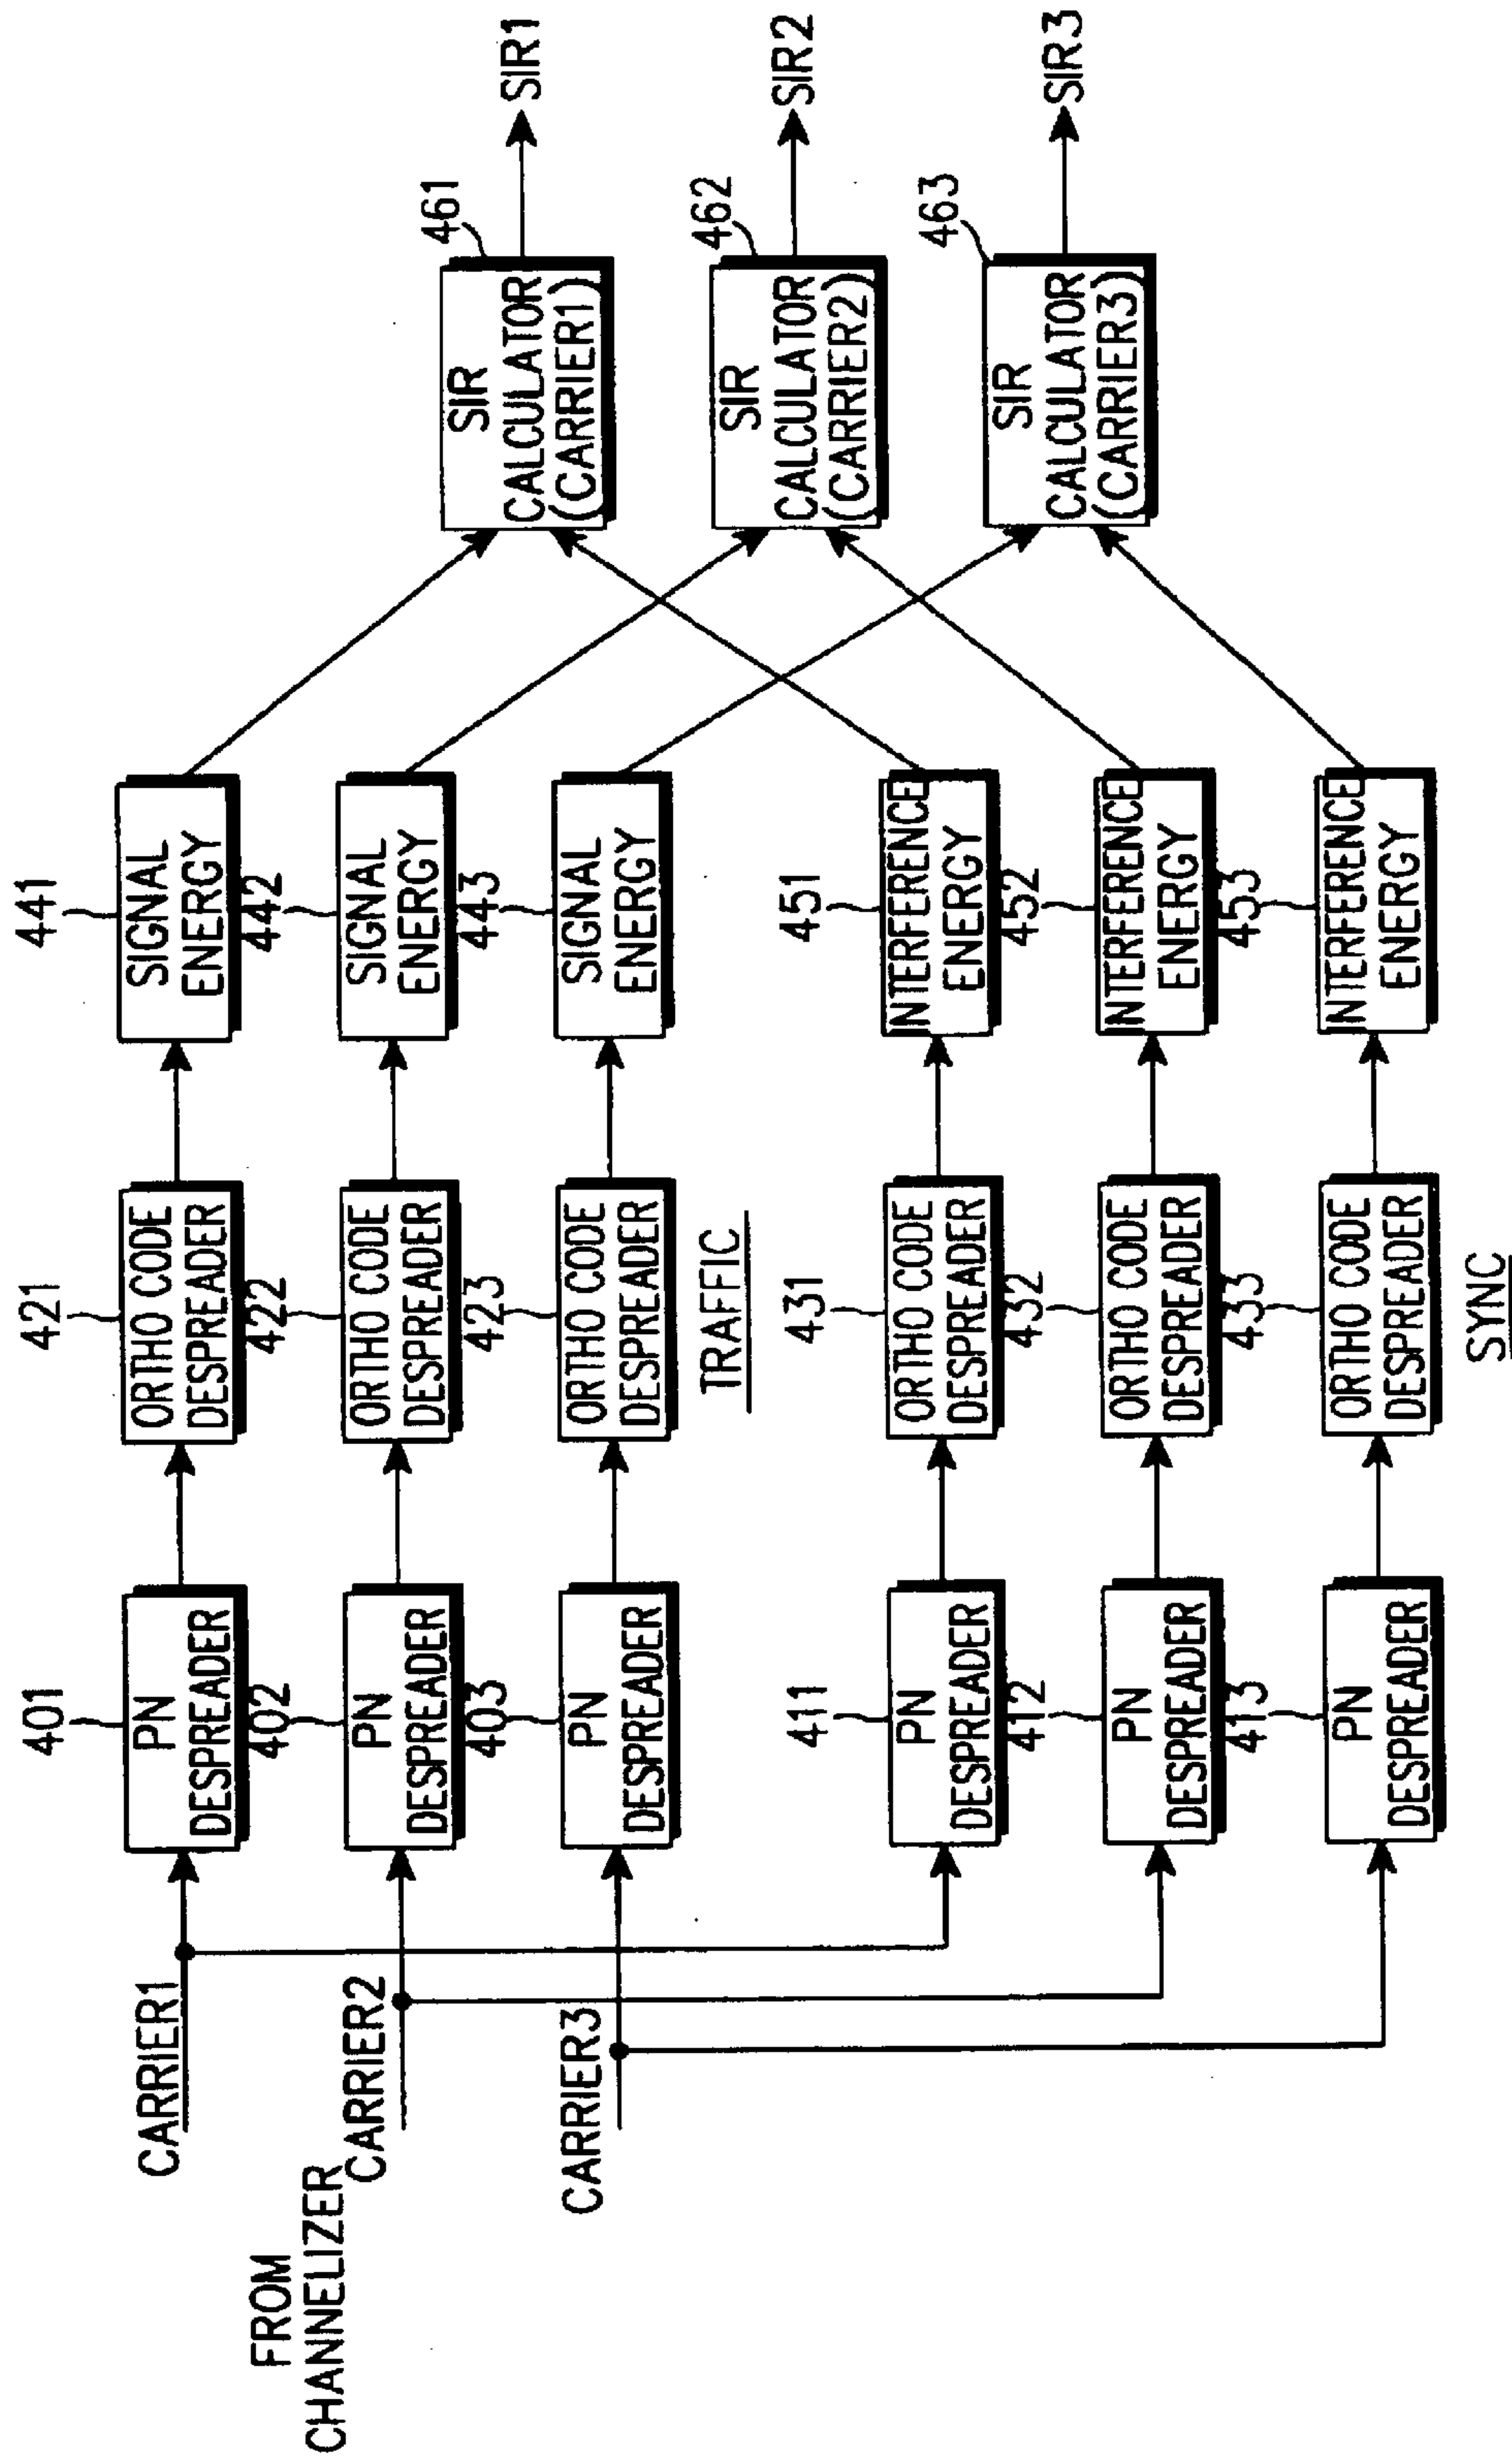 FROM
CHANNELIZER
CARRIER1
CARRIER2
CARRIER3
401
PN
DESPREADER
402
PN
DESPREADER
403
PN
DESPREADER
411
PN
DESPREADER
412
PN
DESPREADER
413
PN
DESPREADER
421
ORTHO CODE
DESPREADER
422
ORTHO CODE
DESPREADER
423
ORTHO CODE
DESPREADER
TRAFFIC
431
ORTHO CODE
DESPREADER
432
ORTHO CODE
DESPREADER
433
ORTHO CODE
DESPREADER
SYNC
441
SIGNAL
ENERGY
442
SIGNAL
ENERGY
443
SIGNAL
ENERGY
451
INTERFERENCE
ENERGY
452
INTERFERENCE
ENERGY
453
INTERFERENCE
ENERGY
461
SIR
CALCULATOR
(CARRIER1)
SIR1
462
SIR
CALCULATOR
(CARRIER2)
SIR2
463
SIR
CALCULATOR
(CARRIER3)
SIR3